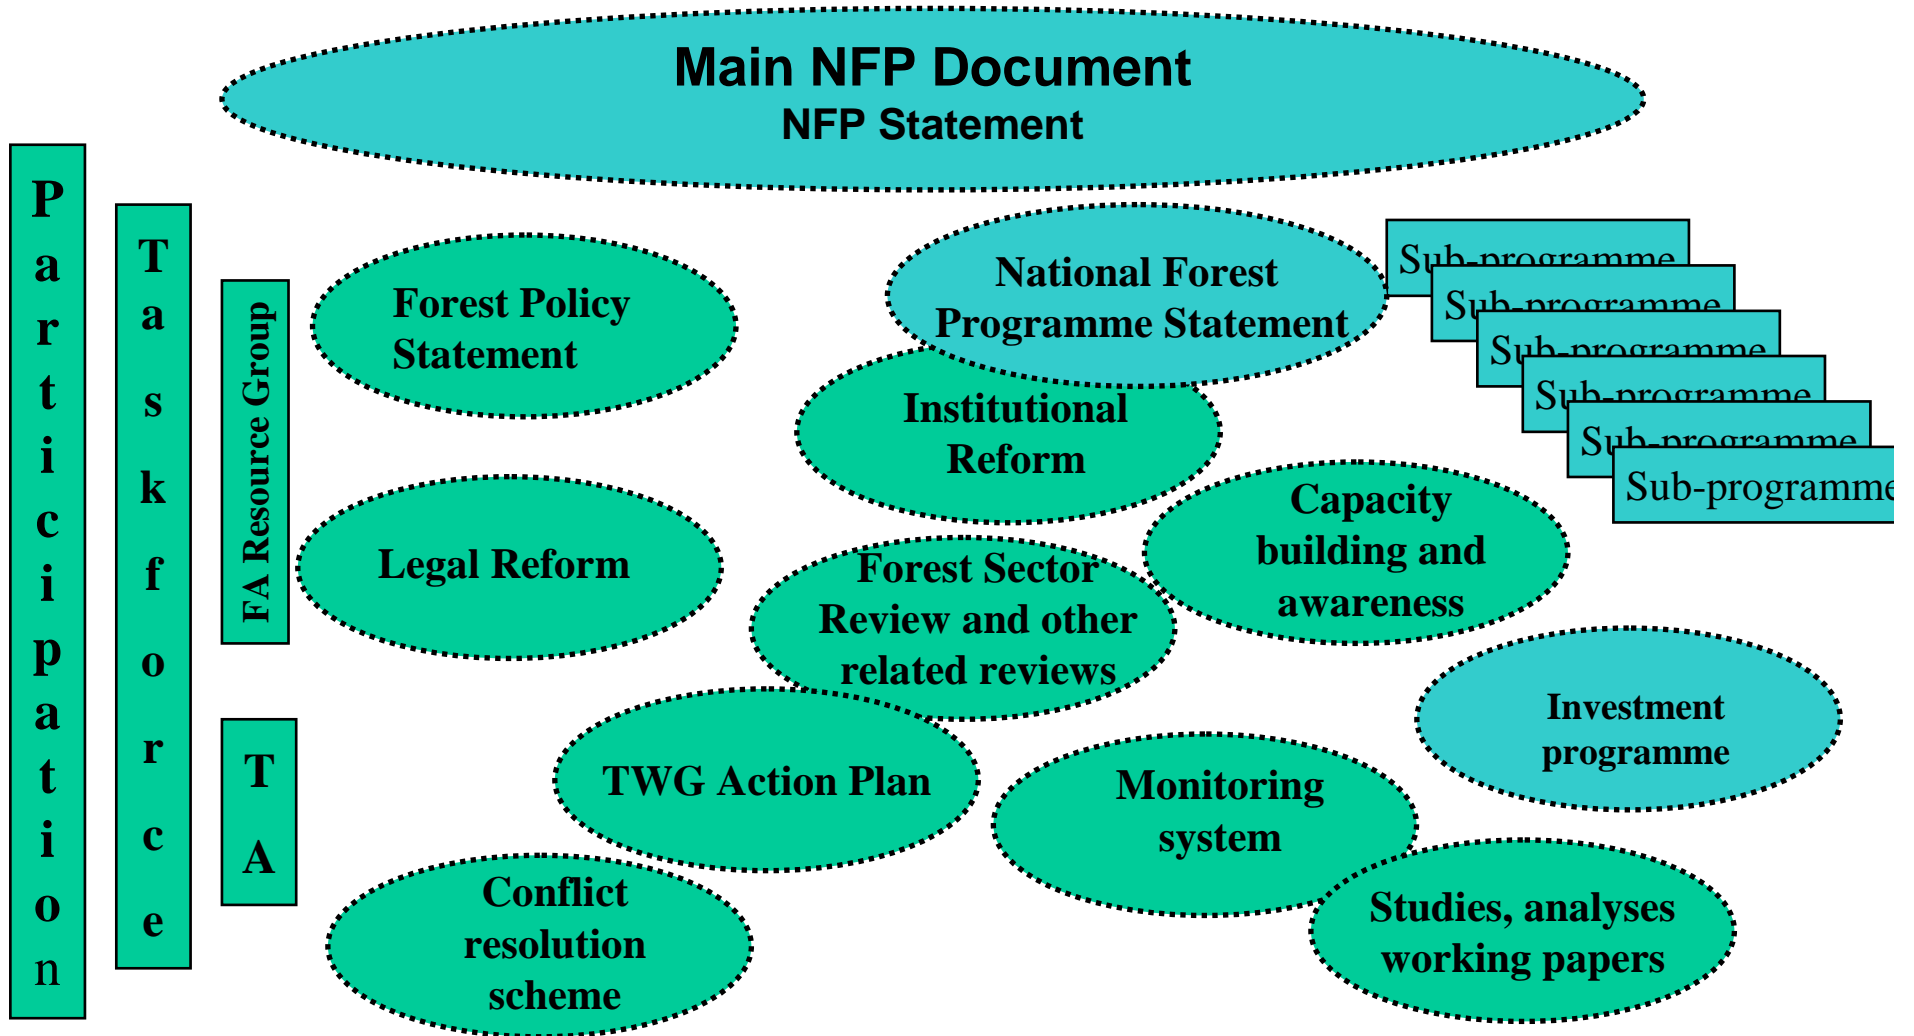 Main NFP Document
NFP Statement
Participation
Taskforce
FA Resource Group
TA
Forest Policy
Statement
National Forest
Programme Statement
Sub-programme
Sub-programme
Sub-programme
Sub-programme
Sub-programme
Sub-programme
Institutional
Reform
Legal Reform
Capacity
building and
awareness
Forest Sector
Review and other
related reviews
Investment
programme
TWG Action Plan
Monitoring
system
Conflict
resolution
scheme
Studies, analyses
working papers